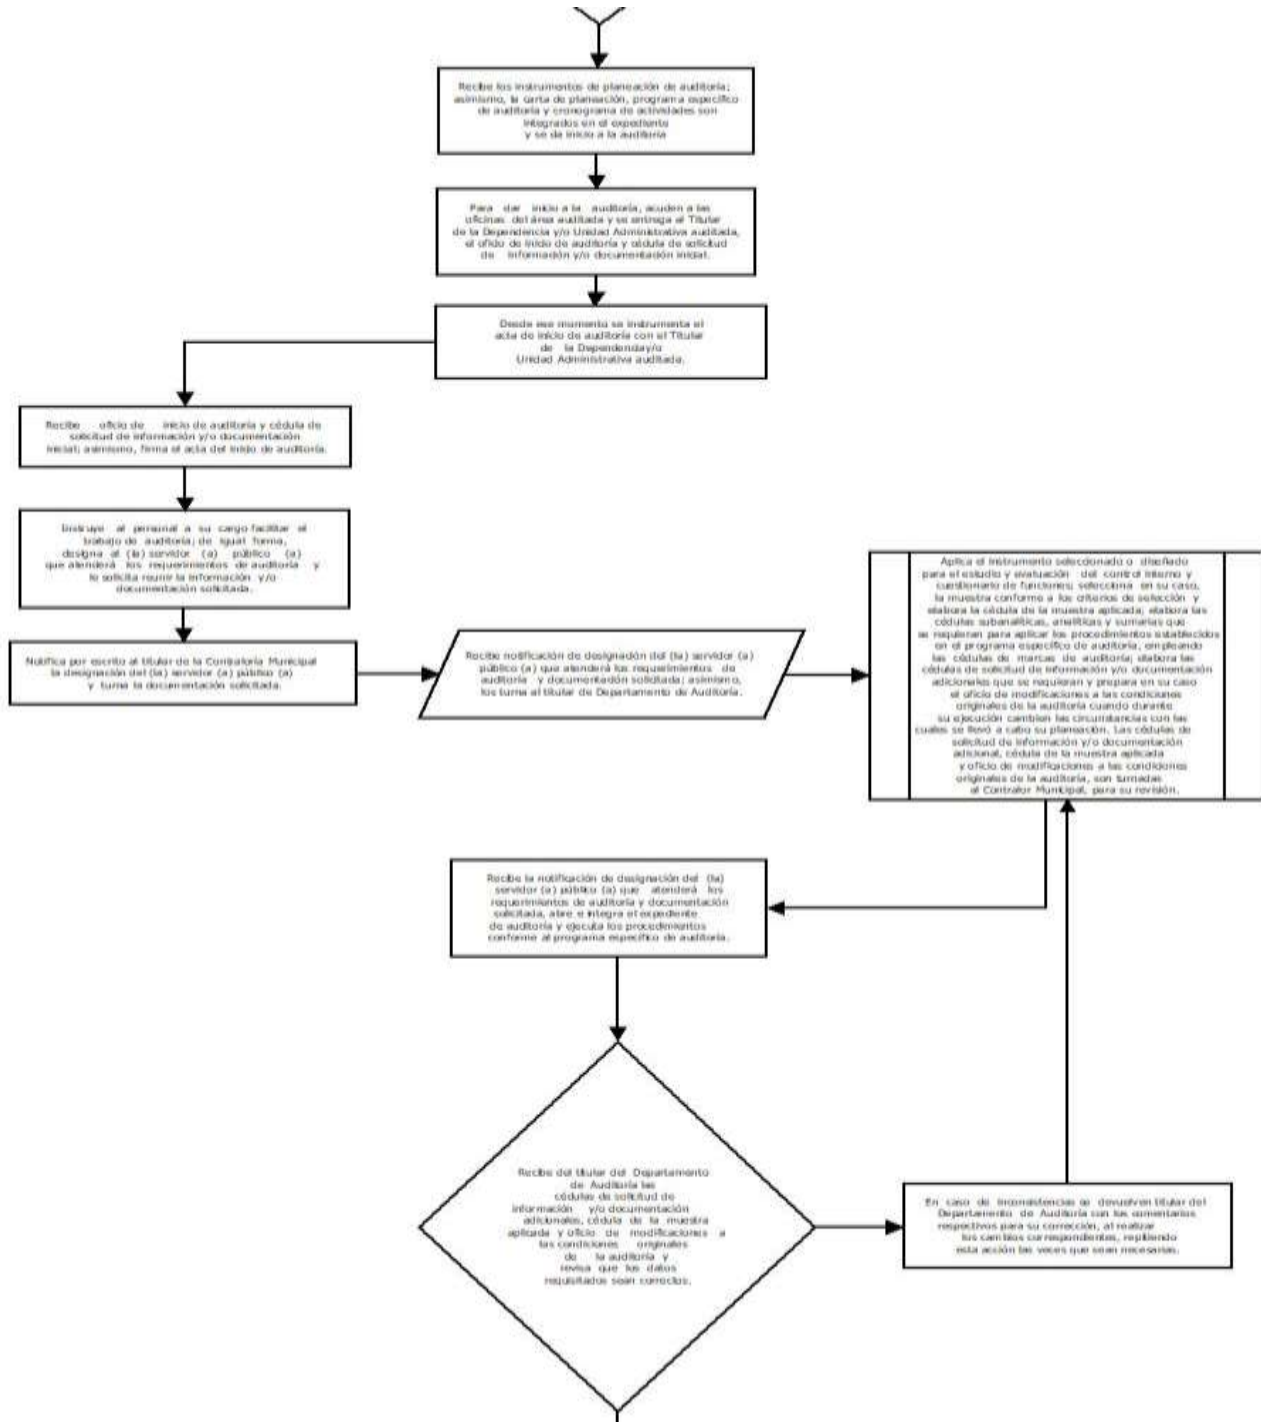 Recibe los instrumentos de planeación de auditoría;
asimismo, la carta de planeación, programa específico
de auditoría y cronograma de actividades son
integrados en el expediente
y se da inicio a la auditoría
Para dar inicio a la auditoría, acuden a las
oficinas del área auditada y se entrega al Titular
de la Dependencia y/o Unidad Administrativa auditada,
el oficio de inicio de auditoría y cédula de solicitud
de información y/o documentación inicial.
Desde ese momento se instrumenta el
acta de inicio de auditoría con el Titular
de la Dependenciay/o
Unidad Administrativa auditada.
Recibe oficio de inicio de auditoría y cédula de
solicitud de información y/o documentación
inicial; asimismo, firma el acta del inicio de auditoría.
Instruye al personal a su cargo facilitar el
trabajo de auditoría; de igual forma,
designa al (la) servidor (a) público (a)
que atenderá los requerimientos de auditoría y
le solicita reunir la información y/o
documentación solicitada.
Notifica por escrito al titular de la Contraloría Municipal
la designación del (la) servidor (a) público (a)
y turna la documentación solicitada.
Recibe notificación de designación del (la) servidor (a)
público (a) que atenderá los requerimientos de
auditoría y documentación solicitada; asimismo,
los turna al titular de Departamento de Auditoría.
Aplica el instrumento seleccionado o diseñado
para el estudio y evaluación del control interno y
cuestionario de funciones; selecciona en su caso,
la muestra conforme a los criterios de selección y
elabora la cédula de la muestra aplicada; elabora las
cédulas subanalíticas, analíticas y sumarias que
se requieran para aplicar los procedimientos establecidos
en el programa específico de auditoría, empleando
las cédulas de marcas de auditoría; elabora las
cédulas de solicitud de información y/o documentación
adicionales que se requieran y prepara en su caso
el oficio de modificaciones a las condiciones
originales de la auditoría cuando durante
su ejecución cambien las circunstancias con las
cuales se llevó a cabo su planeación. Las cédulas de
solicitud de información y/o documentación
adicional, cédula de la muestra aplicada
y oficio de modificaciones a las condiciones
originales de la auditoría, son turnadas
al Contralor Municipal, para su revisión.
Recibe la notificación de designación del (la)
servidor (a) público (a) que atenderá los
requerimientos de auditoría y documentación
solicitada, abre e integra el expediente
de auditoría y ejecuta los procedimientos
conforme al programa específico de auditoría.
Recibe del titular del Departamento
de Auditoría las
cédulas de solicitud de
información y/o documentación
adicionales, cédula de la muestra
aplicada y oficio de modificaciones a
las condiciones originales
de la auditoría y
revisa que los datos
requisitados sean correctos.
En caso de inconsistencias se devuelven titular del
Departamento de Auditoría con los comentarios
respectivos para su corrección, al realizar
los cambios correspondientes, repitiendo
esta acción las veces que sean necesarias.